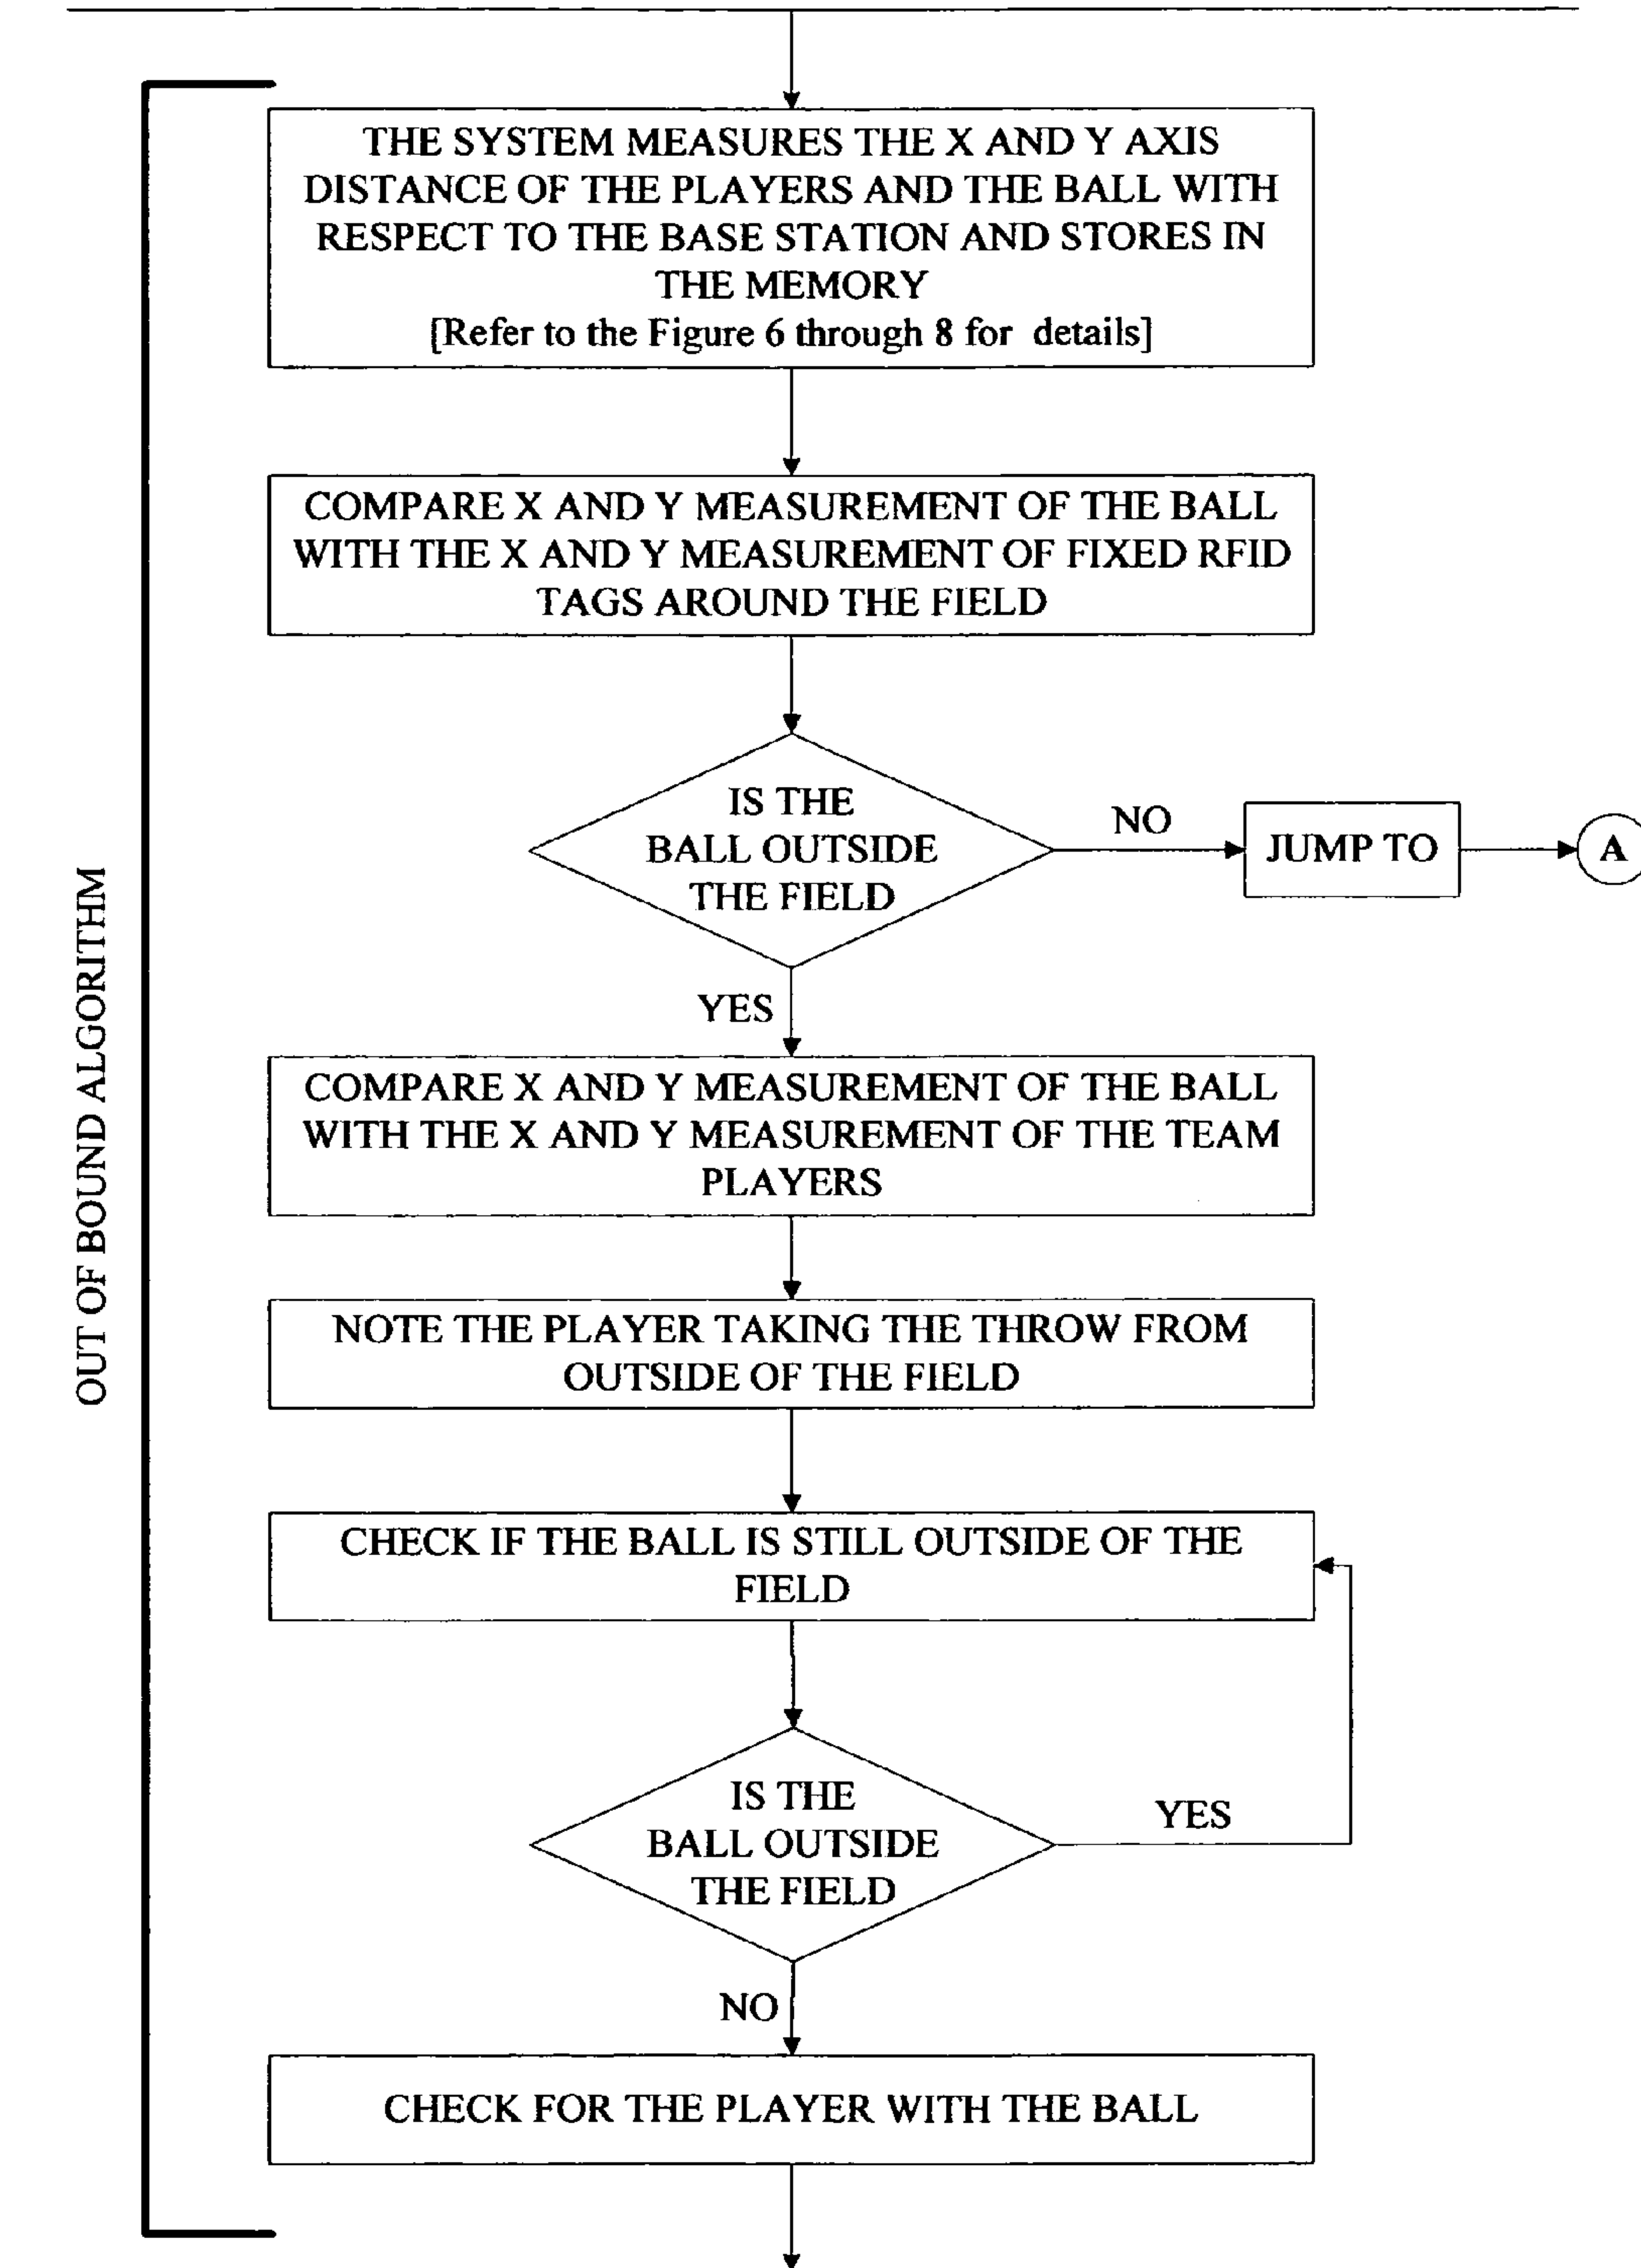 THE SYSTEM MEASURES THE X AND Y AXIS
DISTANCE OF THE PLAYERS AND THE BALL WITH
RESPECT TO THE BASE STATION AND STORES IN
THE MEMORY
[Refer to the Figure 6 through 8 for details]
COMPARE X AND Y MEASUREMENT OF THE BALL
WITH THE X AND Y MEASUREMENT OF FIXED RFID
TAGS AROUND THE FIELD
IS THE
BALL OUTSIDE
THE FIELD
NO
JUMP TO
A
YES
COMPARE X AND Y MEASUREMENT OF THE BALL
WITH THE X AND Y MEASUREMENT OF THE TEAM
PLAYERS
NOTE THE PLAYER TAKING THE THROW FROM
OUTSIDE OF THE FIELD
CHECK IF THE BALL IS STILL OUTSIDE OF THE
FIELD
IS THE
BALL OUTSIDE
THE FIELD
YES
NO
CHECK FOR THE PLAYER WITH THE BALL
OUT OF BOUND ALGORITHM